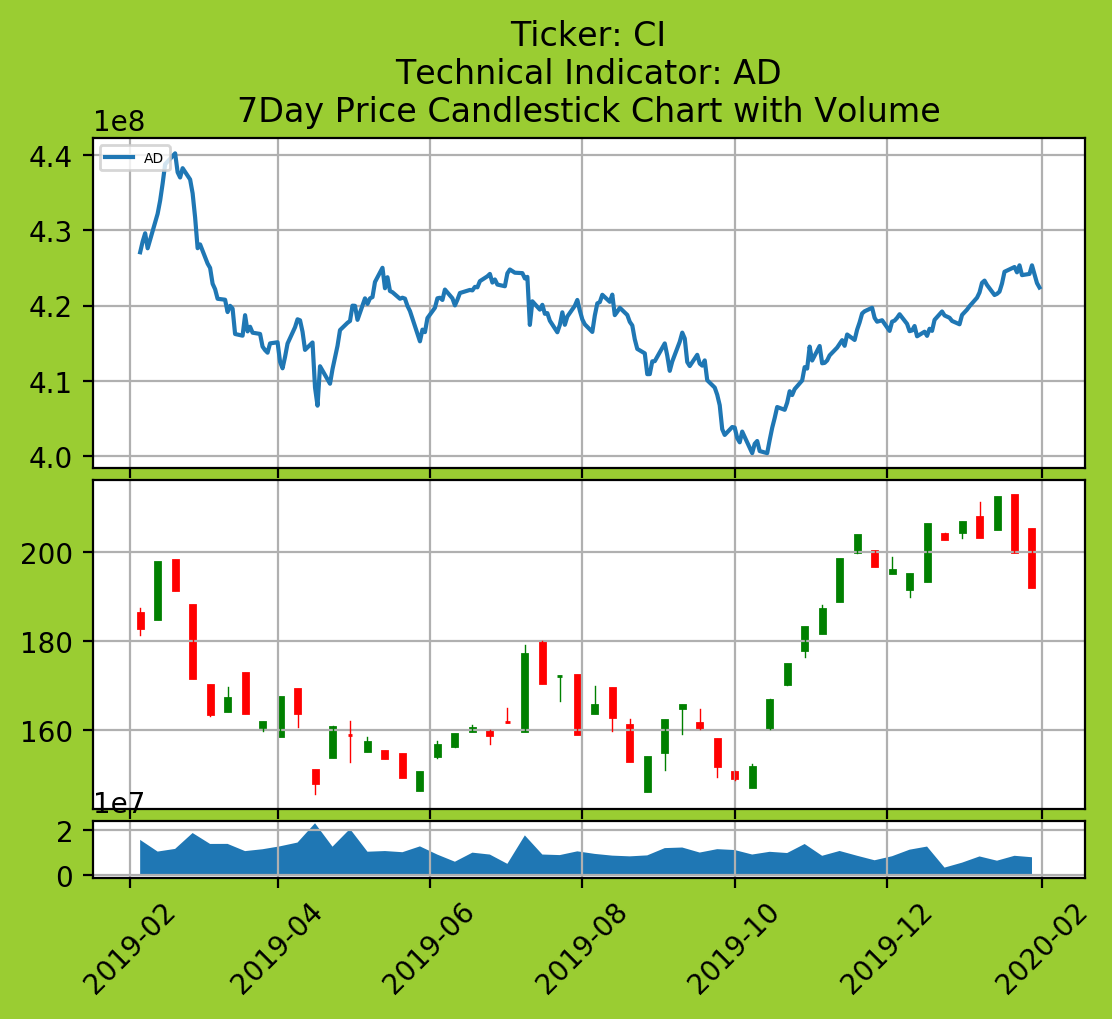 Ticker: CI
Technical Indicator: AD
7Day Price Candlestick Chart with Volume
1e8
AD
4.4
4.3
4.2
4.1
4.0
200
180
160
1e7
2
0
2019-02
2019-04
2019-06
2019-08
2019-10
2019-12
2020-02